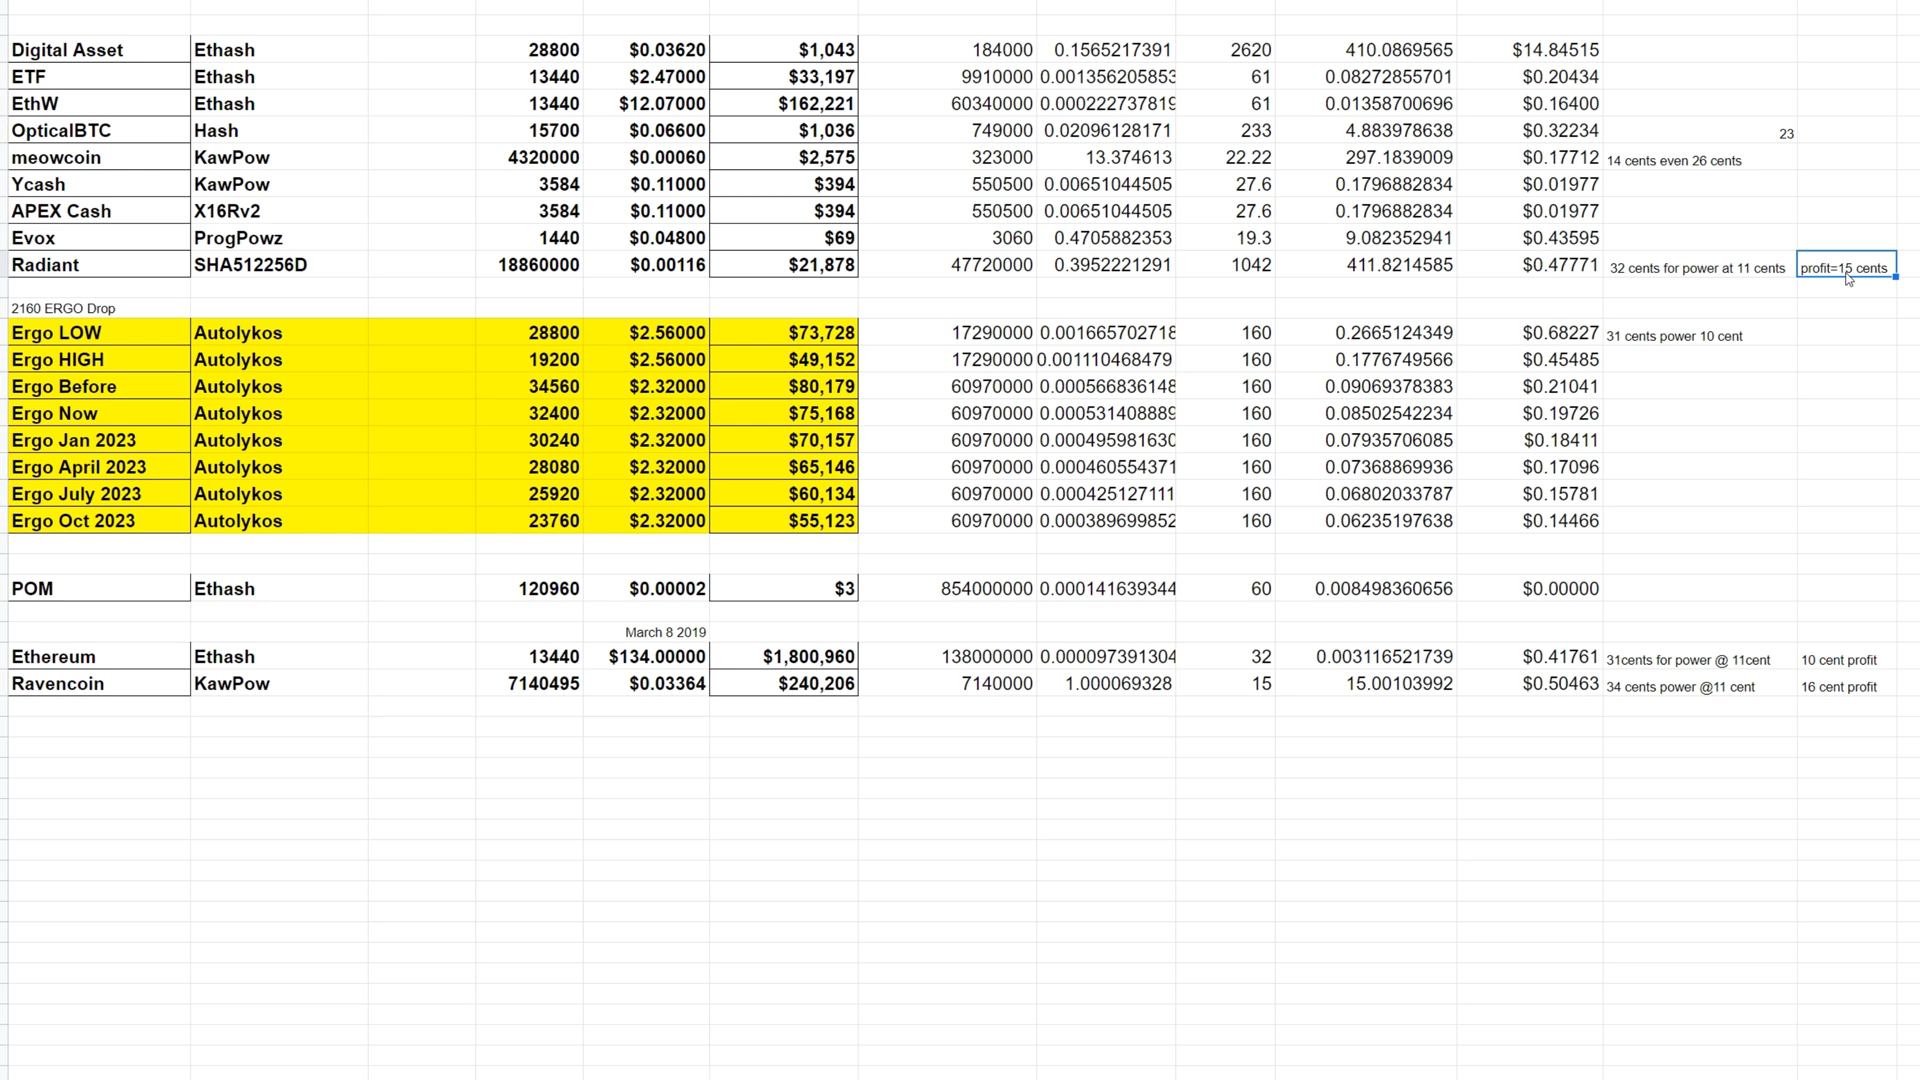 Digital Asset Ethash 28800 $0.03620 $1,043 184000 0.1565217391 2620 410.0869565 $14.84515
ETF Ethash 13440 $2.47000 $33,197 9910000 0.001356205853 61 0.08272855701 $0.20434
EthW Ethash 13440 $12.07000 $162,221 60340000 0.000222737819 61 0.01358700696 $0.16400
OpticalBTC Hash 15700 $0.06600 $1,036 749000 0.02096128171 233 4.883978638 $0.32234 23
meowcoin KawPow 4320000 $0.00060 $2,575 323000 13.374613 22.22 297.1839009 $0.17712 14 cents even 26 cents
Ycash KawPow 3584 $0.11000 $394 550500 0.00651044505 27.6 0.1796882834 $0.01977
APEX Cash X16Rv2 3584 $0.11000 $394 550500 0.00651044505 27.6 0.1796882834 $0.01977
Evox ProgPowz 1440 $0.04800 $69 3060 0.4705882353 19.3 9.082352941 $0.43595
Radiant SHA512256D 18860000 $0.00116 $21,878 47720000 0.3952221291 1042 411.8214585 $0.47771 32 cents for power at 11 cents profit=15 cents
2160 ERGO Drop
Ergo LOW Autolykos 28800 $2.56000 $73,728 17290000 0.001665702718 160 0.2665124349 $0.68227 31 cents power 10 cent
Ergo HIGH Autolykos 19200 $2.56000 $49,152 17290000 0.001110468479 160 0.1776749566 $0.45485
Ergo Before Autolykos 34560 $2.32000 $80,179 60970000 0.000566836148 160 0.09069378383 $0.21041
Ergo Now Autolykos 32400 $2.32000 $75,168 60970000 0.000531408889 160 0.08502542234 $0.19726
Ergo Jan 2023 Autolykos 30240 $2.32000 $70,157 60970000 0.000495981630 160 0.07935706085 $0.18411
Ergo April 2023 Autolykos 28080 $2.32000 $65,146 60970000 0.000460554371 160 0.07368869936 $0.17096
Ergo July 2023 Autolykos 25920 $2.32000 $60,134 60970000 0.000425127111 160 0.06802033787 $0.15781
Ergo Oct 2023 Autolykos 23760 $2.32000 $55,123 60970000 0.000389699852 160 0.06235197638 $0.14466
POM Ethash 120960 $0.00002 $3 854000000 0.000141639344 60 0.008498360656 $0.00000
March 8 2019
Ethereum Ethash 13440 $134.00000 $1,800,960 138000000 0.000097391304 32 0.003116521739 $0.41761 31cents for power @ 11cent 10 cent profit
Ravencoin KawPow 7140495 $0.03364 $240,206 7140000 1.000069328 15 15.00103992 $0.50463 34 cents power @11 cent 16 cent profit